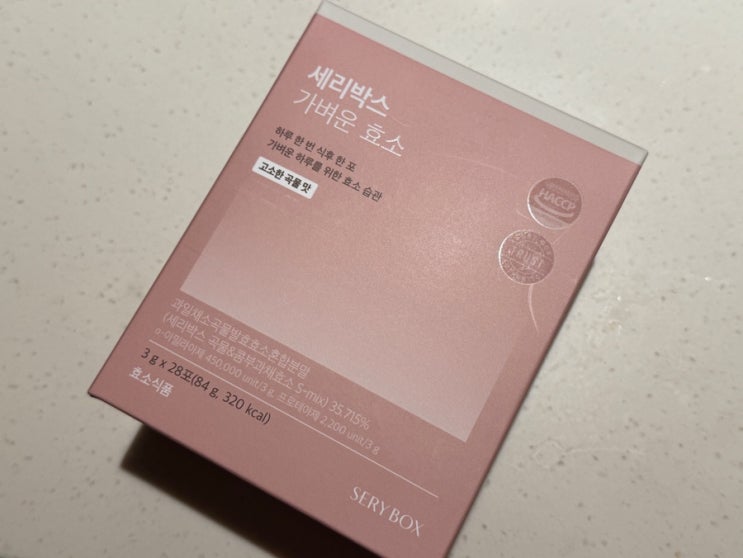 세리박스
가벼운 효소
하루 한 번 식후 한 포
가벼운 하루를 위한 효소 습관
고소한 곡물 맛
HACCP
TRUST
과일채소곡물발효효소혼합분말
(세리박스 곡물&콤부과채효소 S-mix) 35.715%
α-아밀라아제 450,000 unit/3 g, 프로테아제 2,200 unit/3 g
3 g x 28포(84 g, 320 kcal)
효소식품
SERYBOX